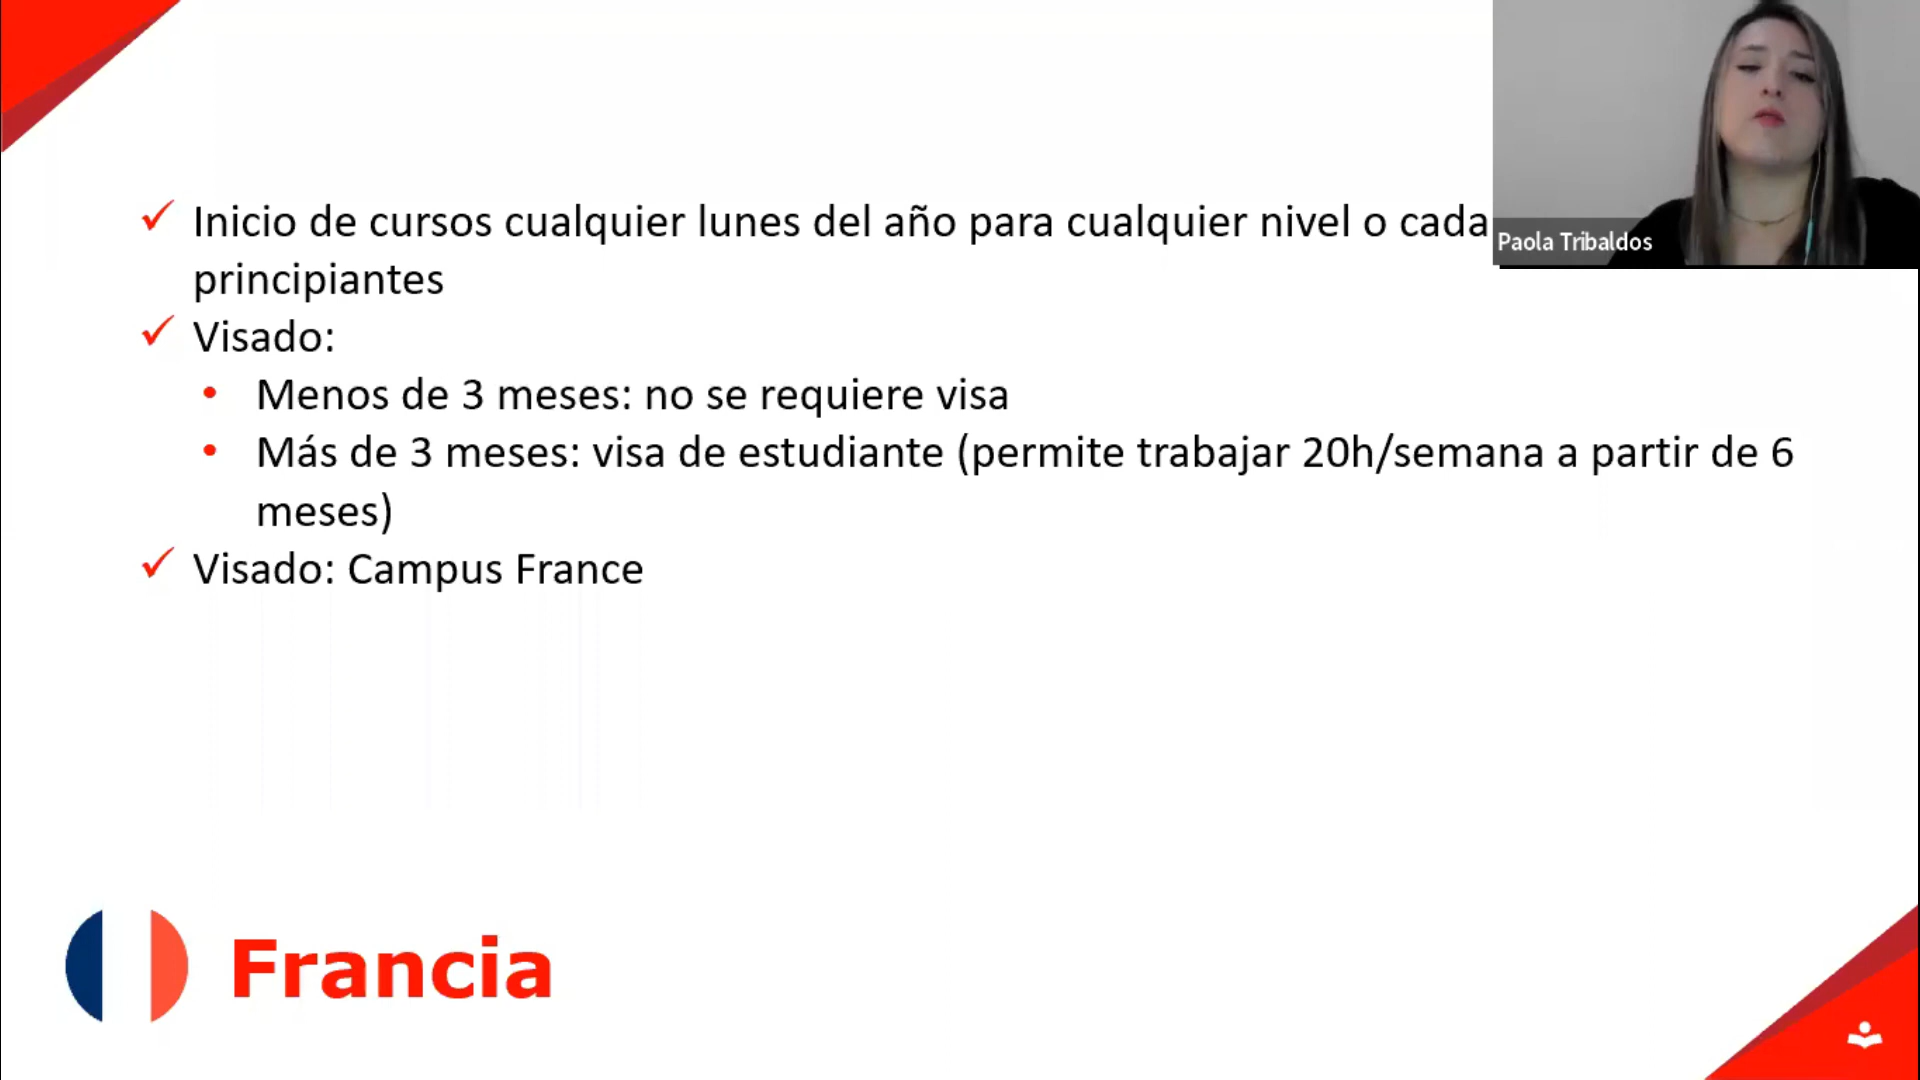 Inicio de cursos cualquier lunes del año para cualquier nivel o cada
Paola Tribaldos
principiantes
Visado:
Menos de 3 meses: no se requiere visa
Más de 3 meses: visa de estudiante (permite trabajar 20h/semana a partir de 6
meses)
Visado: Campus France
Francia